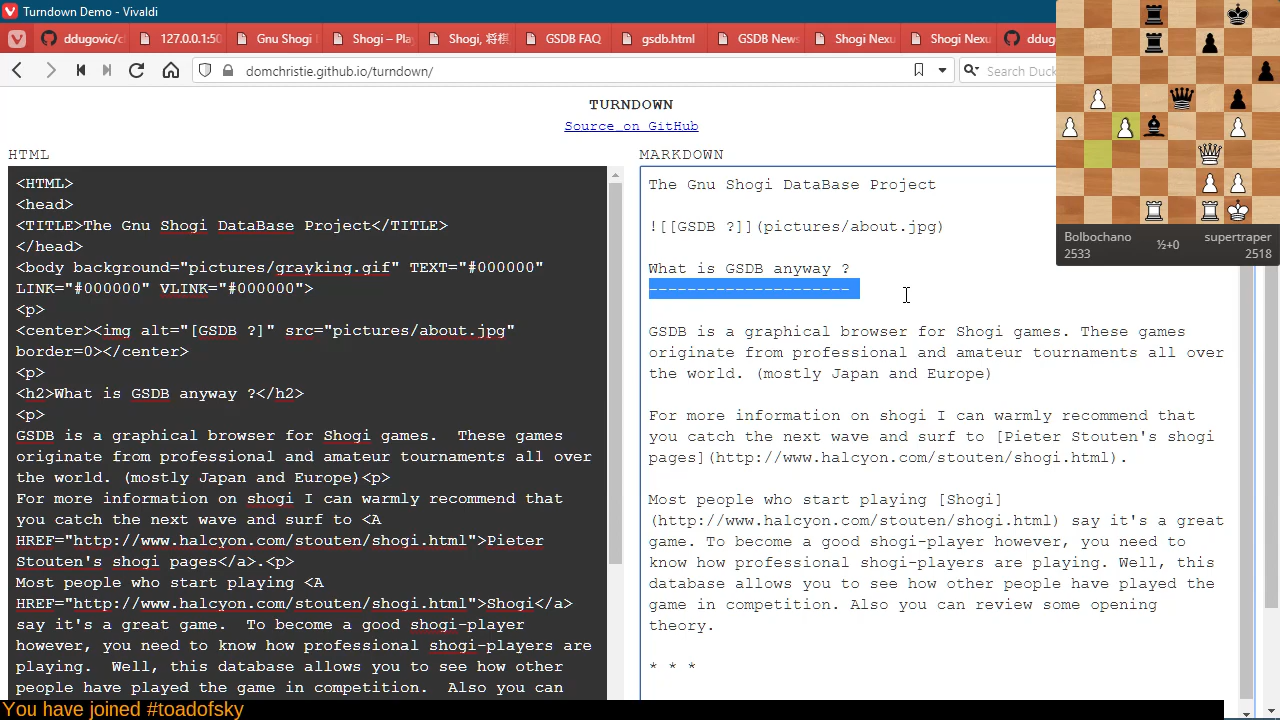 Turndown Demo - Vivaldi
ddugovic/c
127.0.0.1:50
Gnu Shogi
Shogi – Pla
Shogi, 将棋
GSDB FAQ
gsdb.html
GSDB New
Shogi Nexu
Shogi Nexu
ddug
domchristie.github.io/turndown/
Search Duck
TURNDOWN
Source on GitHub
HTML
<HTML>
<head>
<TITLE>The Gnu Shogi DataBase Project</TITLE>
</head>
<body background="pictures/grayking.gif" TEXT="#000000"
LINK="#000000" VLINK="#000000">
<p>
<center><img alt="[GSDB ?]" src="pictures/about.jpg"
border=0></center>
<p>
<h2>What is GSDB anyway ?</h2>
<p>
GSDB is a graphical browser for Shogi games.  These games
originate from professional and amateur tournaments all over
the world. (mostly Japan and Europe)<p>
For more information on shogi I can warmly recommend that
you catch the next wave and surf to <A
HREF="http://www.halcyon.com/stouten/shogi.html">Pieter
Stouten's shogi pages</a>.<p>
Most people who start playing <A
HREF="http://www.halcyon.com/stouten/shogi.html">Shogi</a>
say it's a great game.  To become a good shogi-player
however, you need to know how professional shogi-players are
playing.  Well, this database allows you to see how other
people have played the game in competition.  Also you can
MARKDOWN
The Gnu Shogi DataBase Project
![[GSDB ?]](pictures/about.jpg)
What is GSDB anyway ?
---------------------
GSDB is a graphical browser for Shogi games. These games
originate from professional and amateur tournaments all over
the world. (mostly Japan and Europe)
For more information on shogi I can warmly recommend that
you catch the next wave and surf to [Pieter Stouten's shogi
pages](http://www.halcyon.com/stouten/shogi.html).
Most people who start playing [Shogi]
(http://www.halcyon.com/stouten/shogi.html) say it's a great
game. To become a good shogi-player however, you need to
know how professional shogi-players are playing. Well, this
database allows you to see how other people have played the
game in competition. Also you can review some opening
theory.
* * *
Bolbochano
2533
½+0
supertraper
2518
You have joined #toadofsky